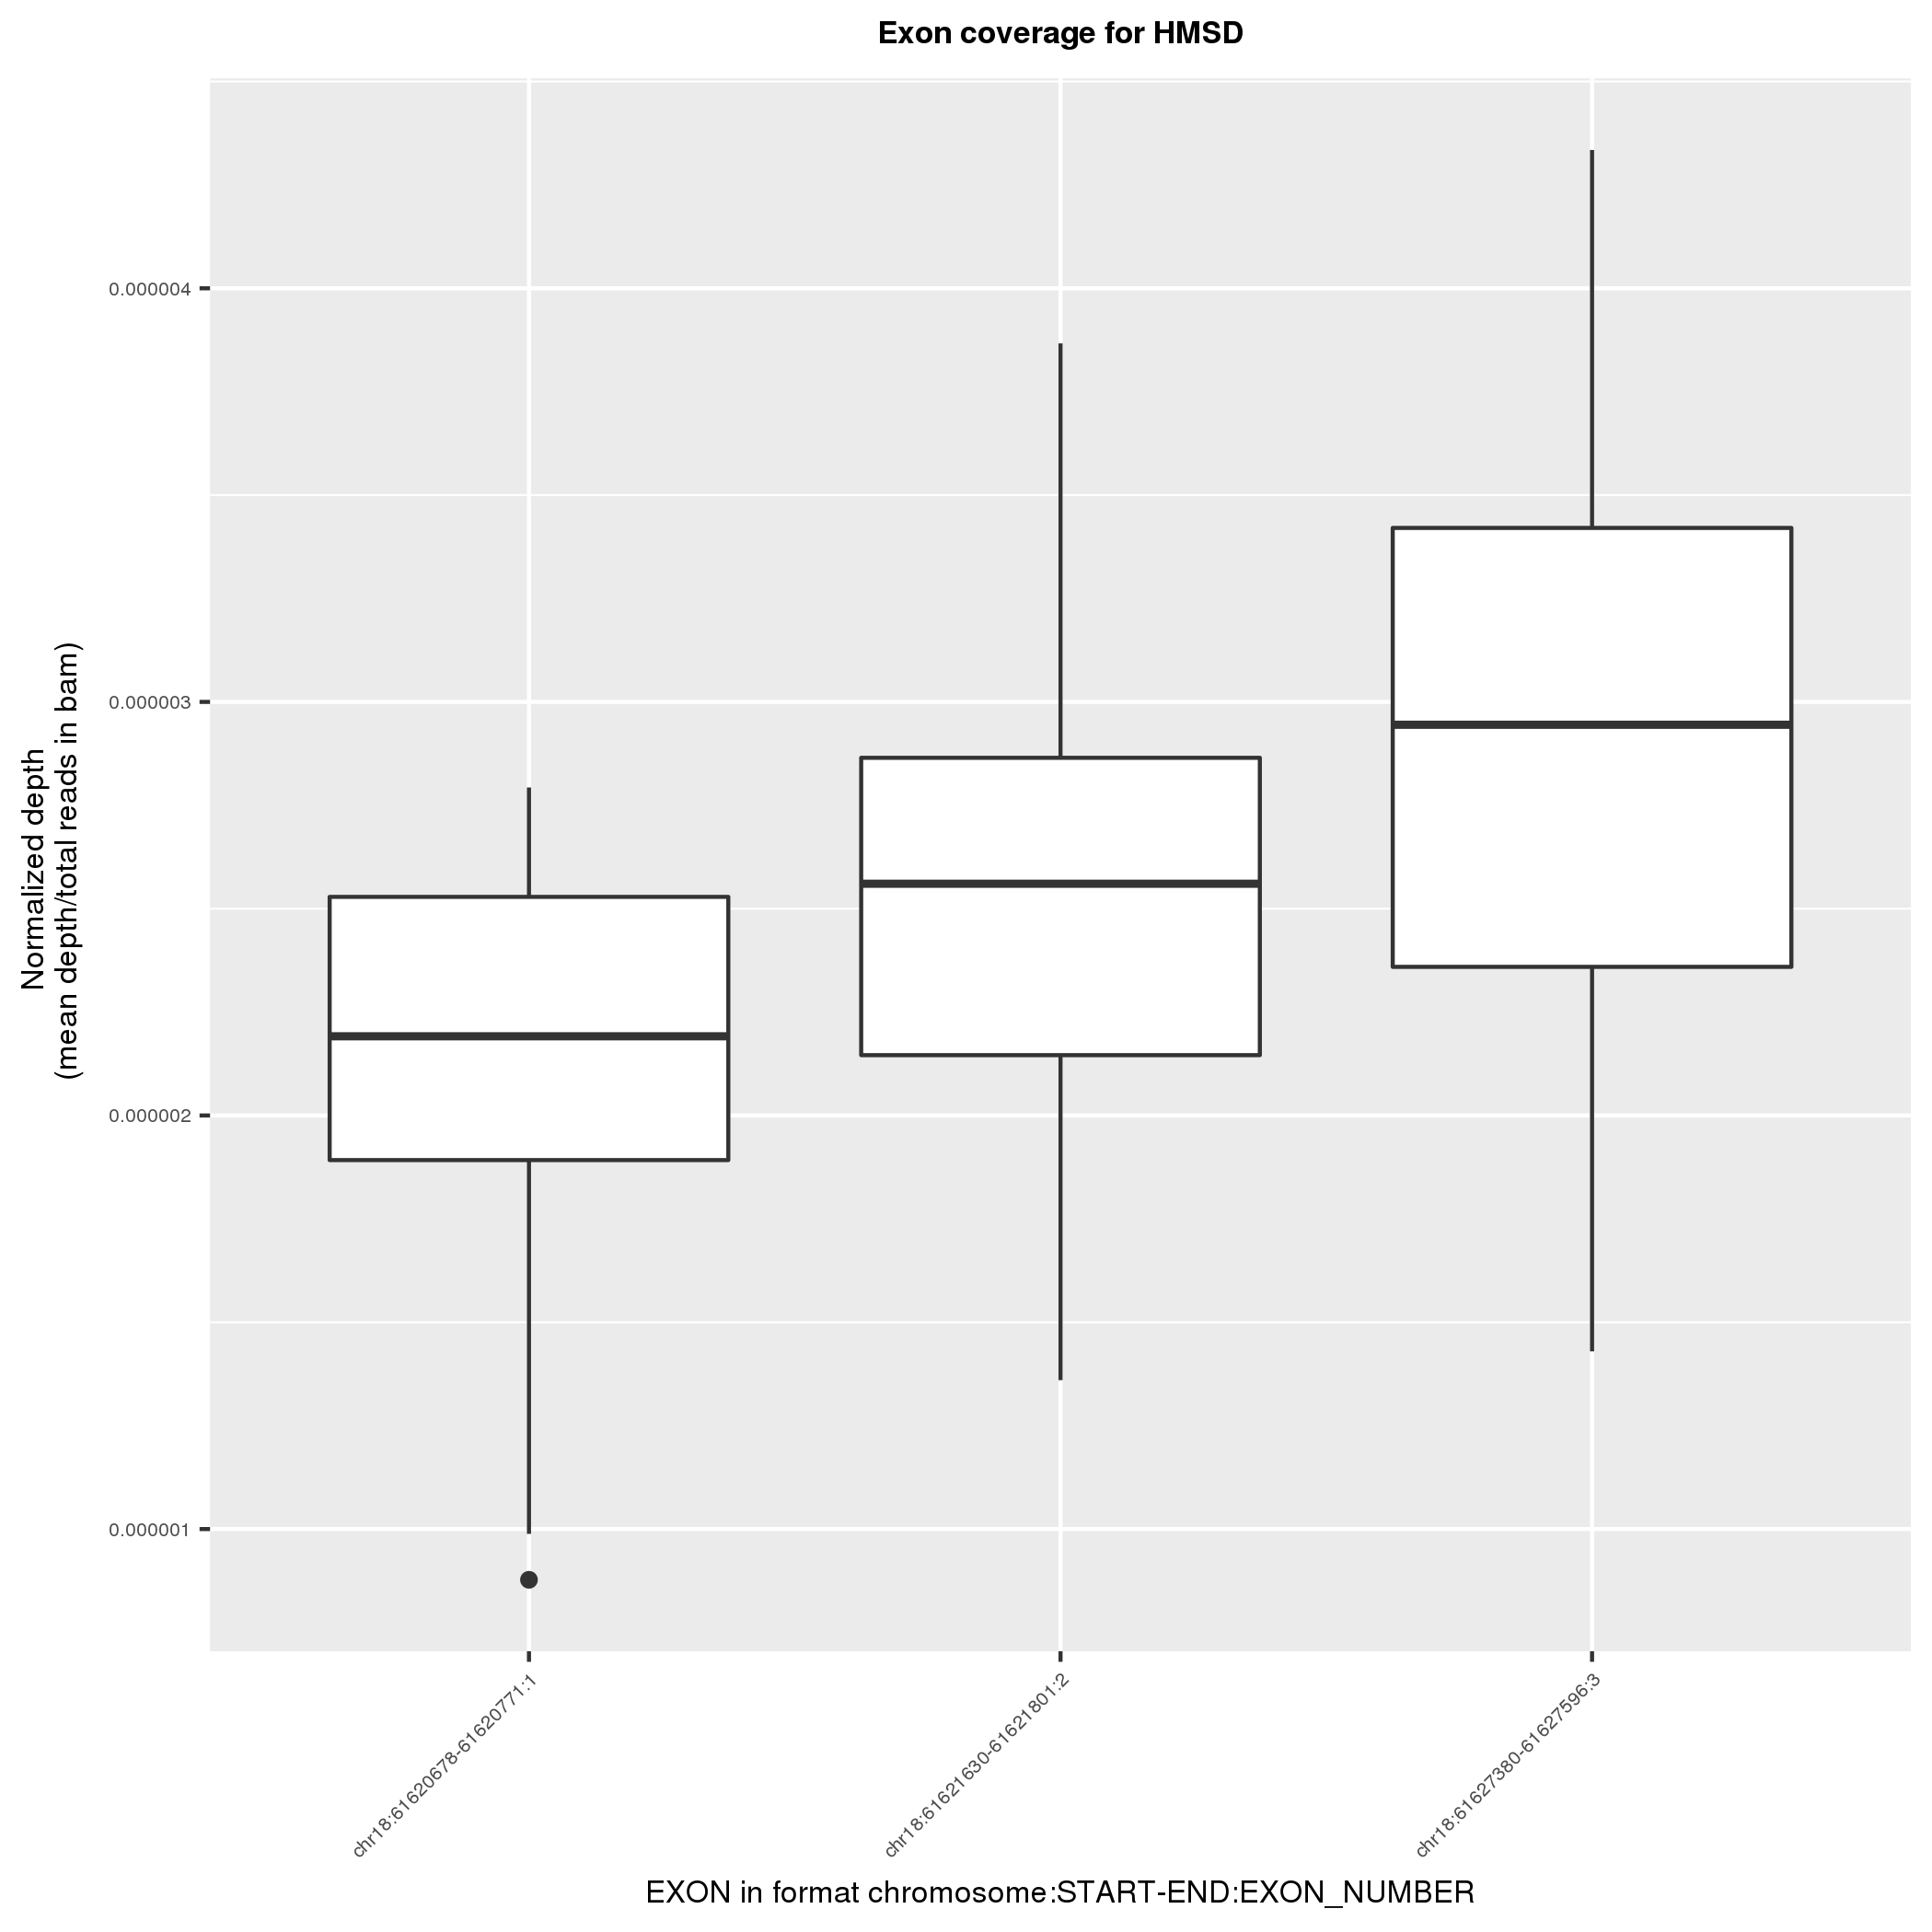 Exon coverage for HMSD
Normalized depth
(mean depth/total reads in bam)
0.000004
0.000003
0.000002
0.000001
chr18:61620678-61620771:1
chr18:61621630-61621801:2
chr18:61627380-61627596:3
EXON in format chromosome:START-END:EXON_NUMBER